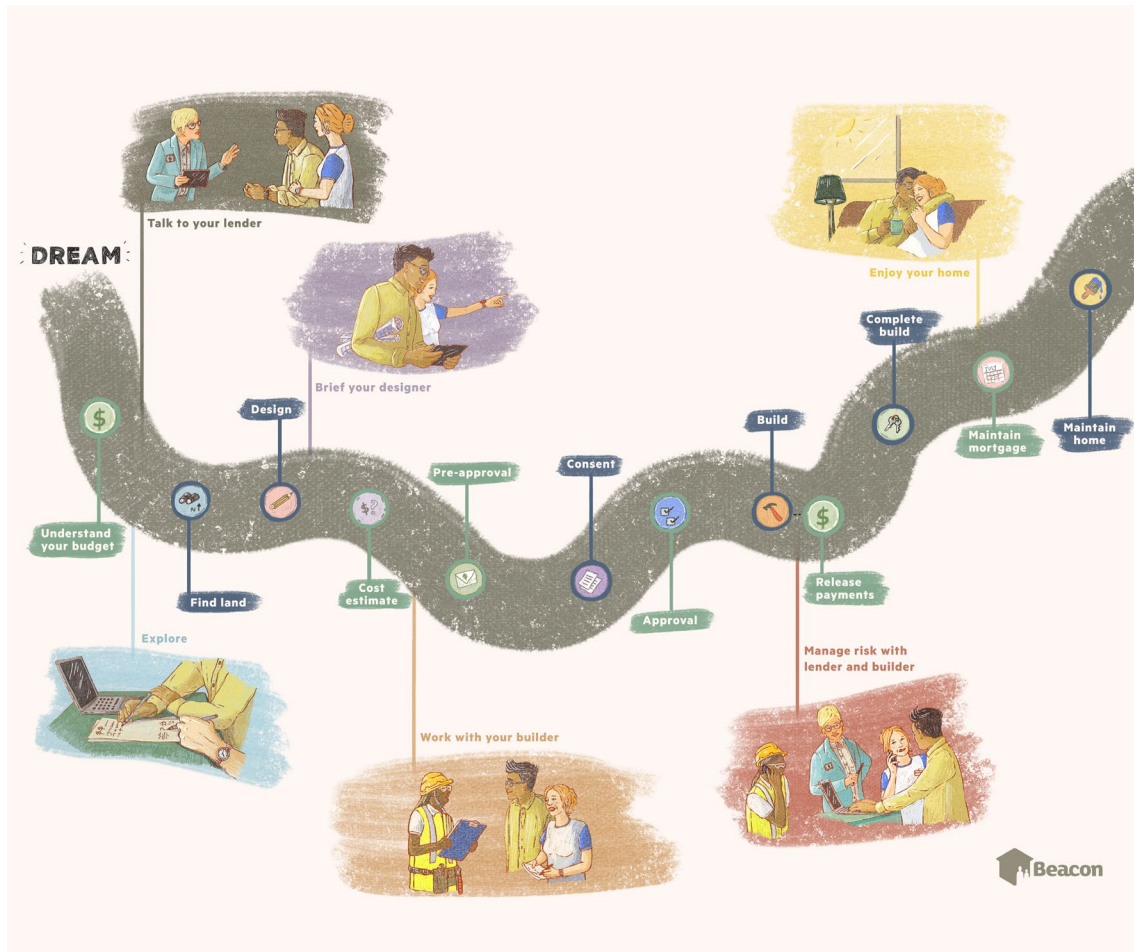 DREAM
Talk to your lender
Brief your designer
Enjoy your home
Complete
build
Design
Build
Maintain
mortgage
Maintain
home
Pre-approval
Consent
Understand
your budget
Find land
Cost
estimate
Approval
Release
payments
Explore
Manage risk with
lender and builder
Work with your builder
$
$
$?
$
N
Beacon